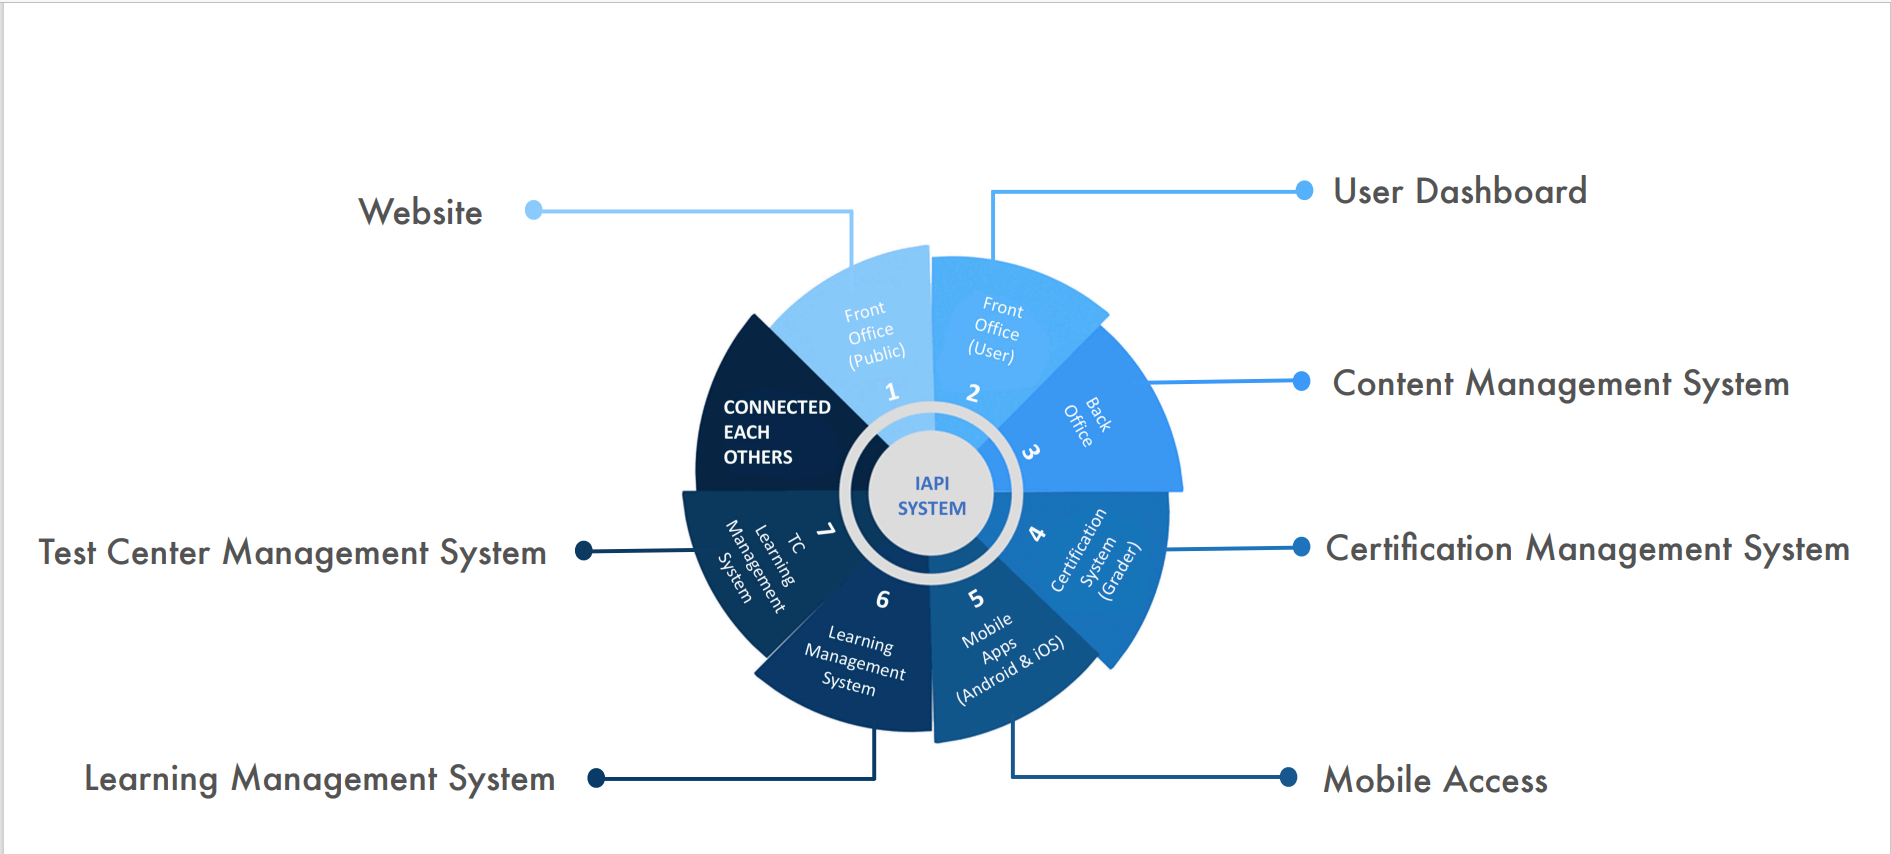 Website
User Dashboard
Front
Office
(Public)
1
Front
Office
(User)
2
Back
Office
3
Content Management System
CONNECTED
EACH
OTHERS
IAPI
SYSTEM
Certification
System
(Grader)
4
Certification Management System
Test Center Management System
TC
Learning
Management
System
7
6
Learning
Management
System
5
Mobile
Apps
(Android & iOS)
Learning Management System
Mobile Access